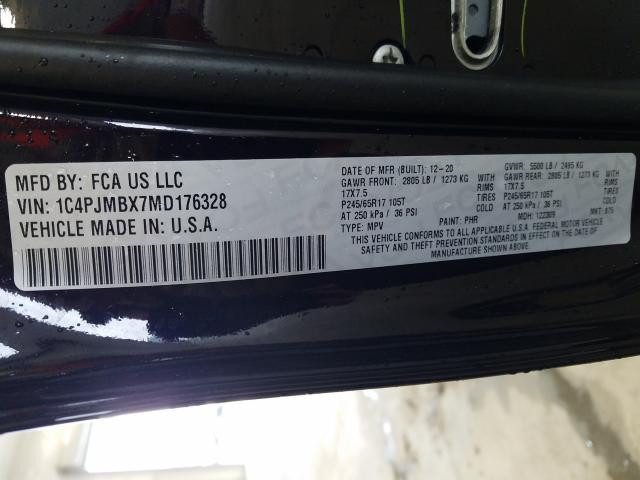 MFD BY: FCA US LLC
VIN: 1C4PJMBX7MD176328
VEHICLE MADE IN: U.S.A.
DATE OF MFR (BUILT): 12-20 GVWR: 5500 LB / 2495 KG
GAWR FRONT: 2805 LB / 1273 KG WITH GAWR REAR: 2805 LB / 1273 KG WITH
17X7.5 RIMS 17X7.5 RIMS
P245/65R17 105T TIRES P245/65R17 105T TIRES
AT 250 kPa / 36 PSI COLD AT 250 kPa / 36 PSI COLD
TYPE: MPV PAINT: PHR MDH: 122309 MKT: 875
THIS VEHICLE CONFORMS TO ALL APPLICABLE U.S.A. FEDERAL MOTOR VEHICLE
SAFETY AND THEFT PREVENTION STANDARDS IN EFFECT ON THE DATE OF
MANUFACTURE SHOWN ABOVE.